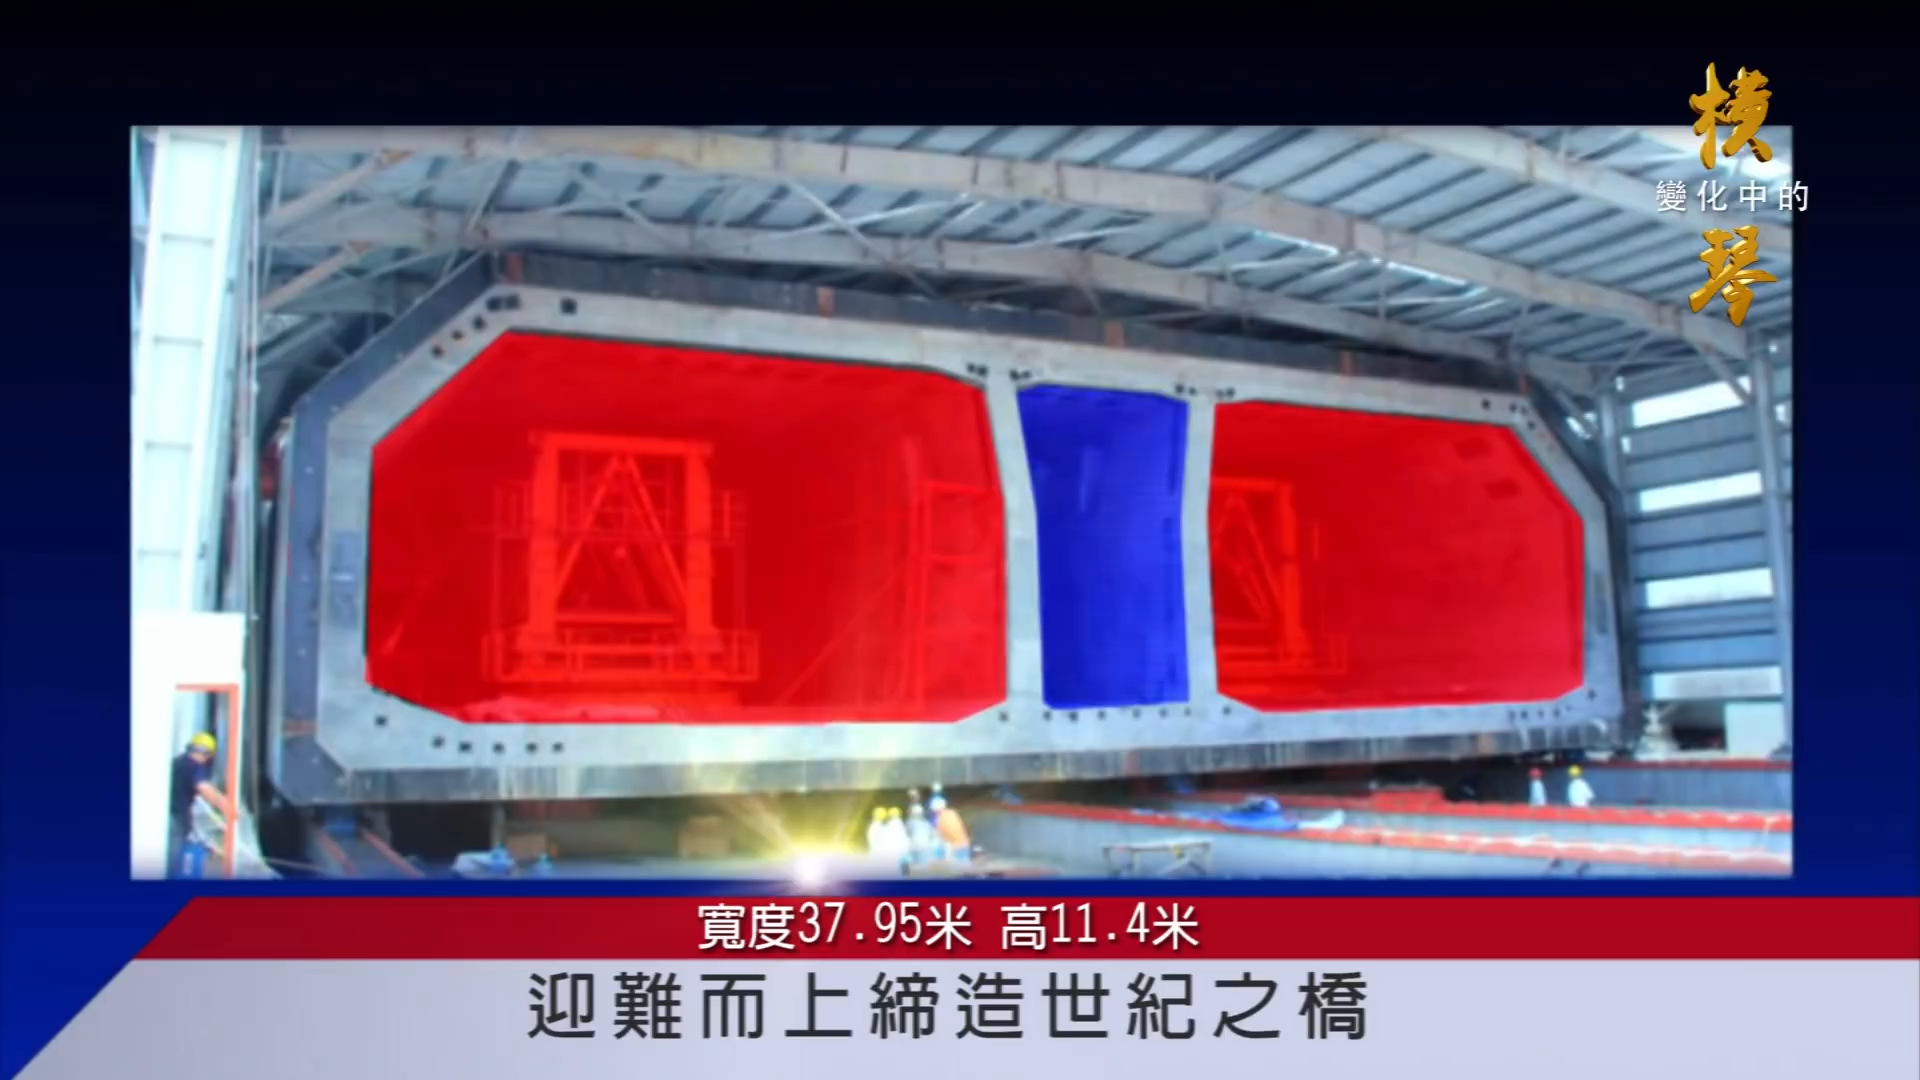 橫
變化中的
琴
寬度37.95米 高11.4米
迎難而上締造世紀之橋